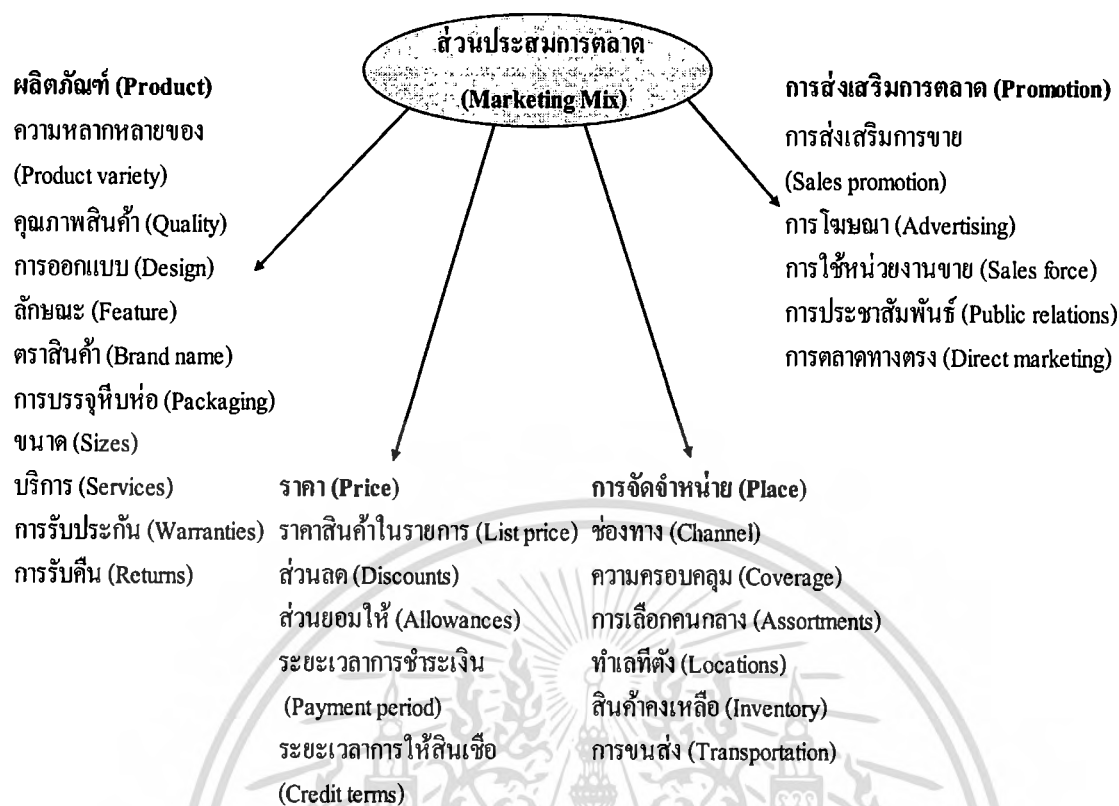 ส่วนประสมการตลาด
(Marketing Mix)
ผลิตภัณฑ์ (Product)
ความหลากหลายของ
(Product variety)
คุณภาพสินค้า (Quality)
การออกแบบ (Design)
ลักษณะ (Feature)
ตราสินค้า (Brand name)
การบรรจุหีบห่อ (Packaging)
ขนาด (Sizes)
บริการ (Services)
การรับประกัน (Warranties)
การรับคืน (Returns)
ราคา (Price)
ราคาสินค้าในรายการ (List price)
ส่วนลด (Discounts)
ส่วนยอมให้ (Allowances)
ระยะเวลาการชำระเงิน
(Payment period)
ระยะเวลาการให้สินเชื่อ
(Credit terms)
การจัดจำหน่าย (Place)
ช่องทาง (Channel)
ความครอบคลุม (Coverage)
การเลือกคนกลาง (Assortments)
ทำเลที่ตั้ง (Locations)
สินค้าคงเหลือ (Inventory)
การขนส่ง (Transportation)
การส่งเสริมการตลาด (Promotion)
การส่งเสริมการขาย
(Sales promotion)
การโฆษณา (Advertising)
การใช้หน่วยงานขาย (Sales force)
การประชาสัมพันธ์ (Public relations)
การตลาดทางตรง (Direct marketing)